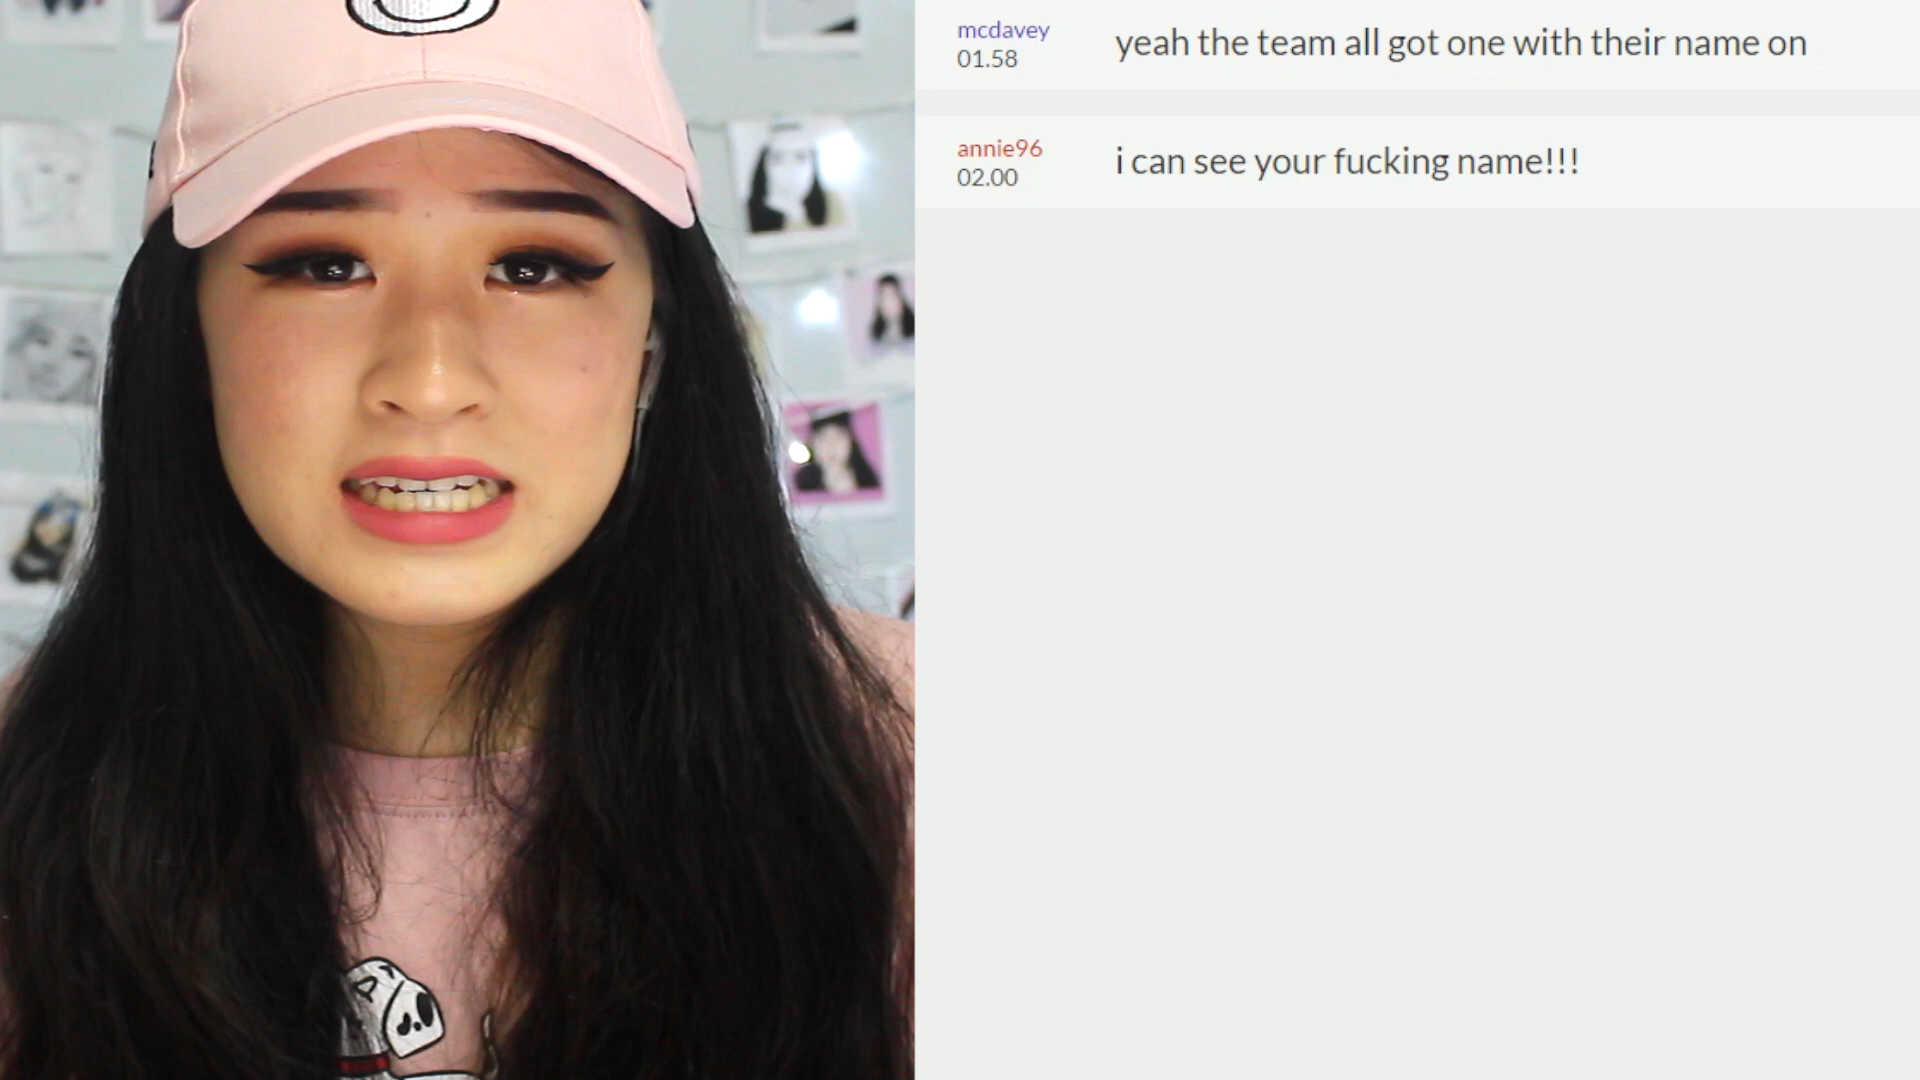 mcdavey
01.58
yeah the team all got one with their name on
annie96
02.00
i can see your fucking name!!!